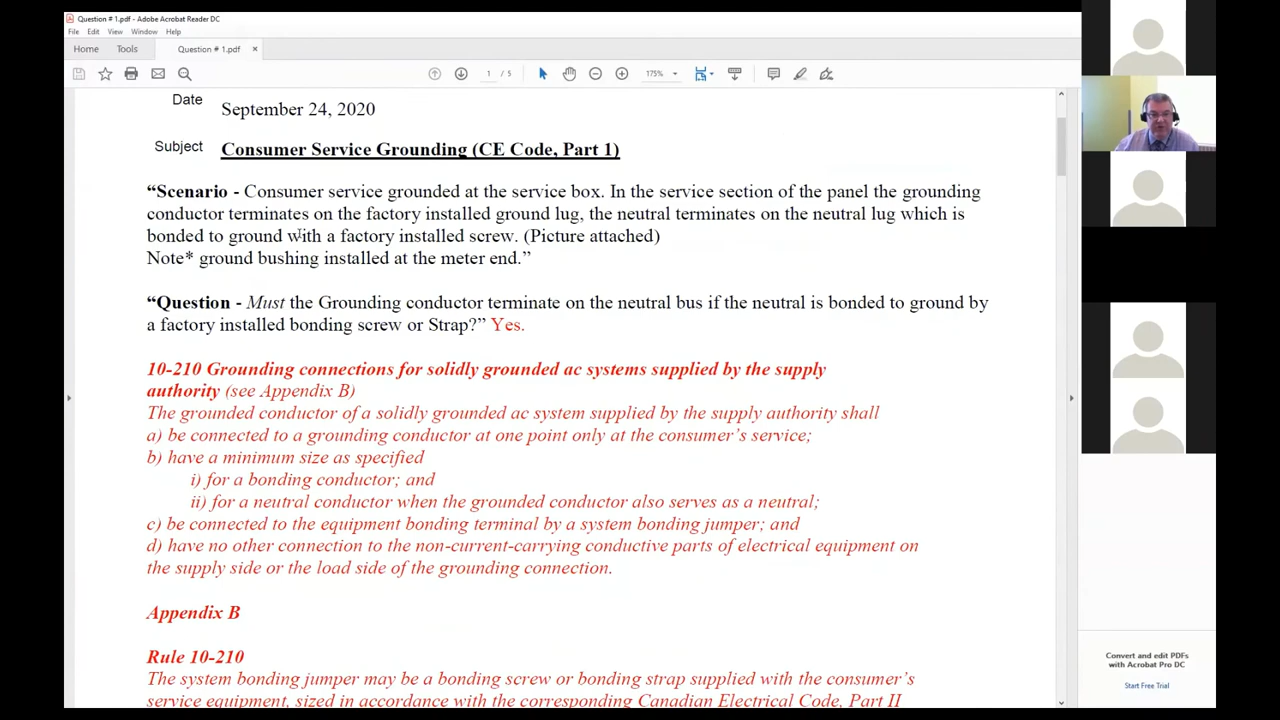 Question # 1.pdf - Adobe Acrobat Reader DC
File Edit View Window Help
Home Tools Question # 1.pdf ×
1 / 5 175%
Date September 24, 2020
Subject Consumer Service Grounding (CE Code, Part 1)
“Scenario - Consumer service grounded at the service box. In the service section of the panel the grounding
conductor terminates on the factory installed ground lug, the neutral terminates on the neutral lug which is
bonded to ground with a factory installed screw. (Picture attached)
Note* ground bushing installed at the meter end.”
“Question - Must the Grounding conductor terminate on the neutral bus if the neutral is bonded to ground by
a factory installed bonding screw or Strap?” Yes.
10-210 Grounding connections for solidly grounded ac systems supplied by the supply
authority (see Appendix B)
The grounded conductor of a solidly grounded ac system supplied by the supply authority shall
a) be connected to a grounding conductor at one point only at the consumer’s service;
b) have a minimum size as specified
i) for a bonding conductor; and
ii) for a neutral conductor when the grounded conductor also serves as a neutral;
c) be connected to the equipment bonding terminal by a system bonding jumper; and
d) have no other connection to the non-current-carrying conductive parts of electrical equipment on
the supply side or the load side of the grounding connection.
Appendix B
Rule 10-210
The system bonding jumper may be a bonding screw or bonding strap supplied with the consumer’s
service equipment, sized in accordance with the corresponding Canadian Electrical Code, Part II
Convert and edit PDFs
with Acrobat Pro DC
Start Free Trial